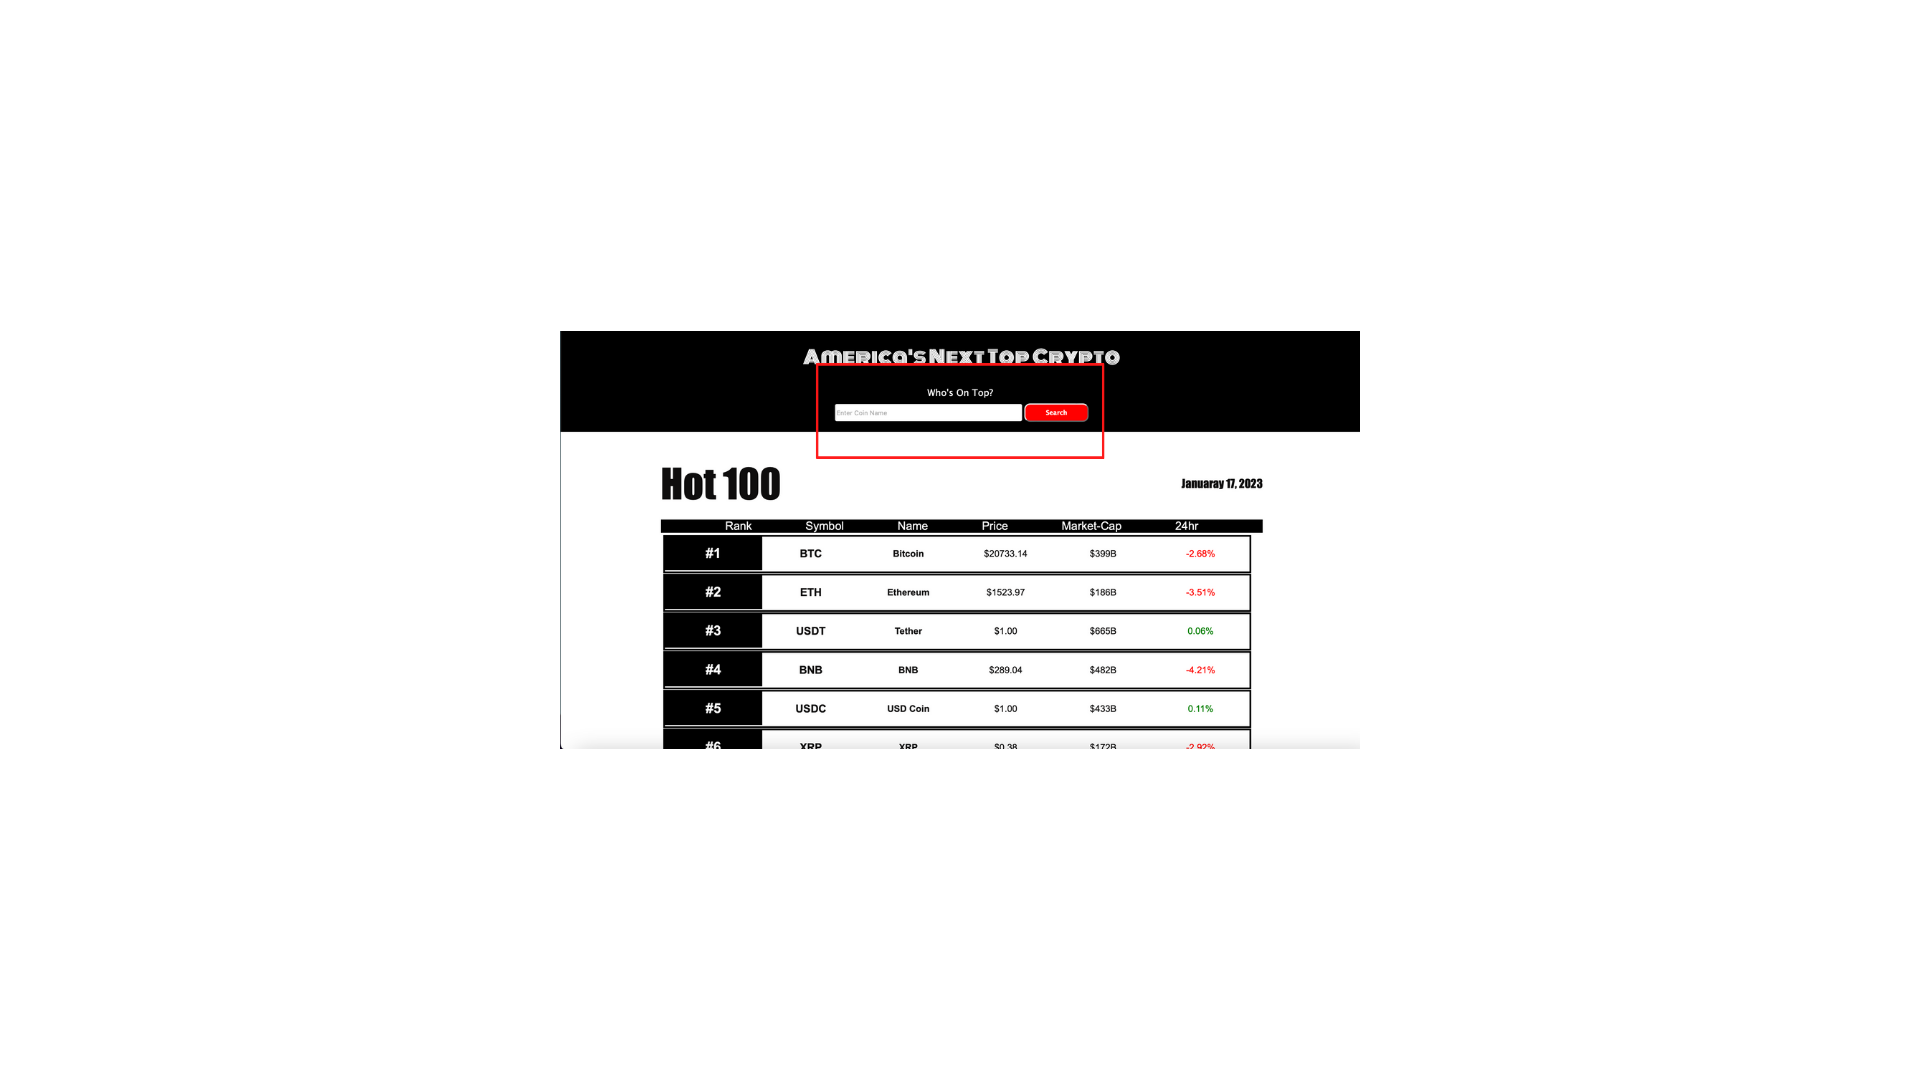 America's Next Top Crypto
Who's On Top?
Enter Coin Name Search
Hot 100 Januaray 17, 2023
Rank Symbol Name Price Market-Cap 24hr
#1 BTC Bitcoin $20733.14 $399B -2.68%
#2 ETH Ethereum $1523.97 $186B -3.51%
#3 USDT Tether $1.00 $665B 0.06%
#4 BNB BNB $289.04 $482B -4.21%
#5 USDC USD Coin $1.00 $433B 0.11%
#6 XRP XRP $0.38 $172B -2.92%